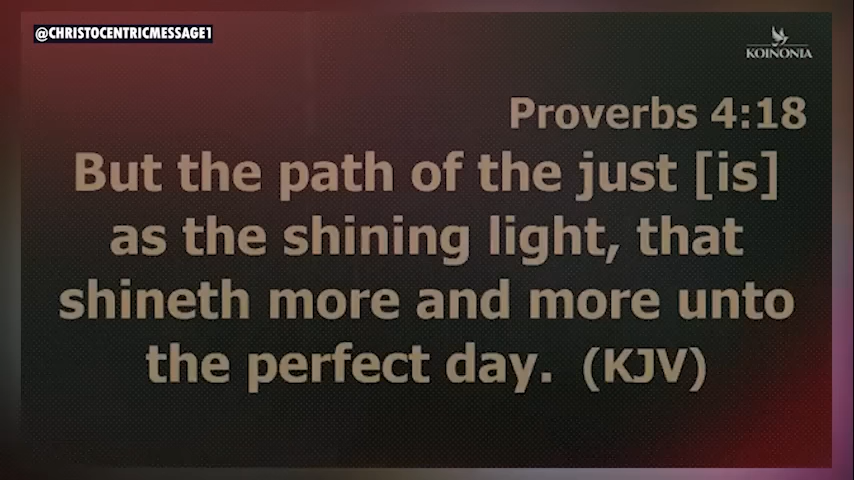 @CHRISTOCENTRICMESSAGE1
KOINONIA
Proverbs 4:18
But the path of the just [is]
as the shining light, that
shineth more and more unto
the perfect day. (KJV)